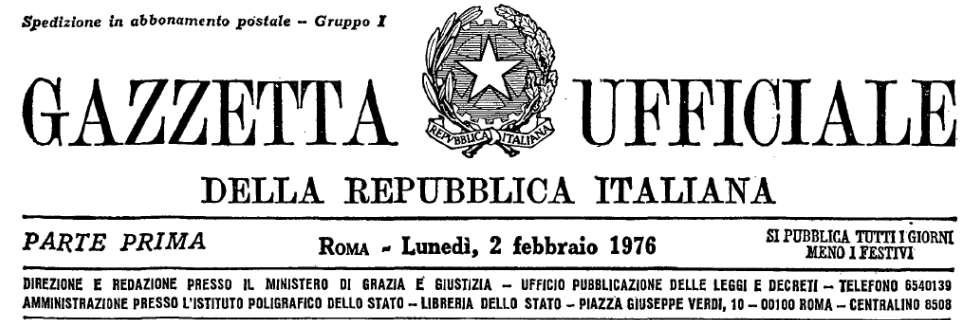 Spedizione in abbonamento postale – Gruppo I
GAZZETTA UFFICIALE
REPVBBLICA ITALIANA
DELLA REPUBBLICA ITALIANA
PARTE PRIMA
ROMA - Lunedì, 2 febbraio 1976
SI PUBBLICA TUTTI I GIORNI
MENO I FESTIVI
DIREZIONE E REDAZIONE PRESSO IL MINISTERO DI GRAZIA E GIUSTIZIA – UFFICIO PUBBLICAZIONE DELLE LEGGI E DECRETI – TELEFONO 6540139
AMMINISTRAZIONE PRESSO L'ISTITUTO POLIGRAFICO DELLO STATO – LIBRERIA DELLO STATO – PIAZZA GIUSEPPE VERDI, 10 – 00100 ROMA – CENTRALINO 8508